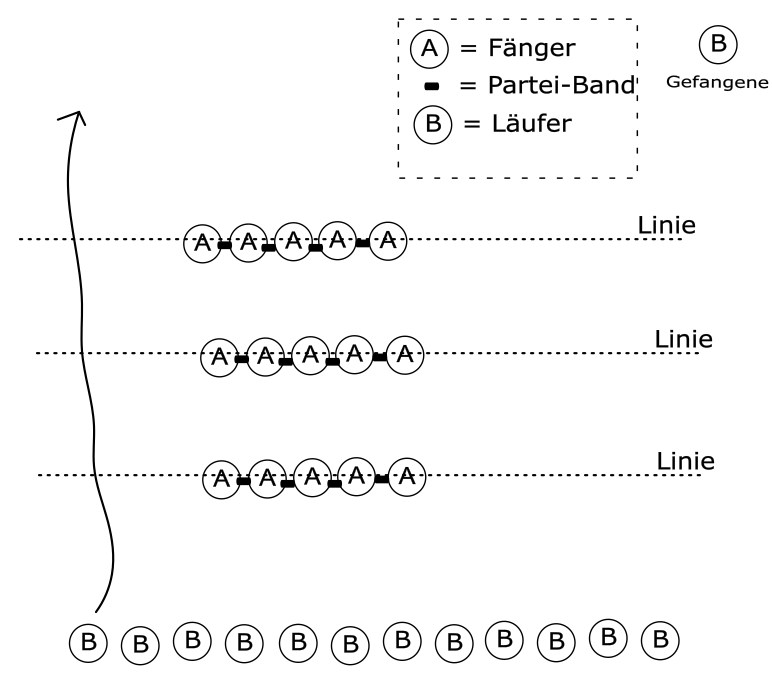 A = Fänger
= Partei-Band
B = Läufer
B
Gefangene
Linie
A A A A A
Linie
A A A A A
Linie
A A A A A
B B B B B B B B B B B B